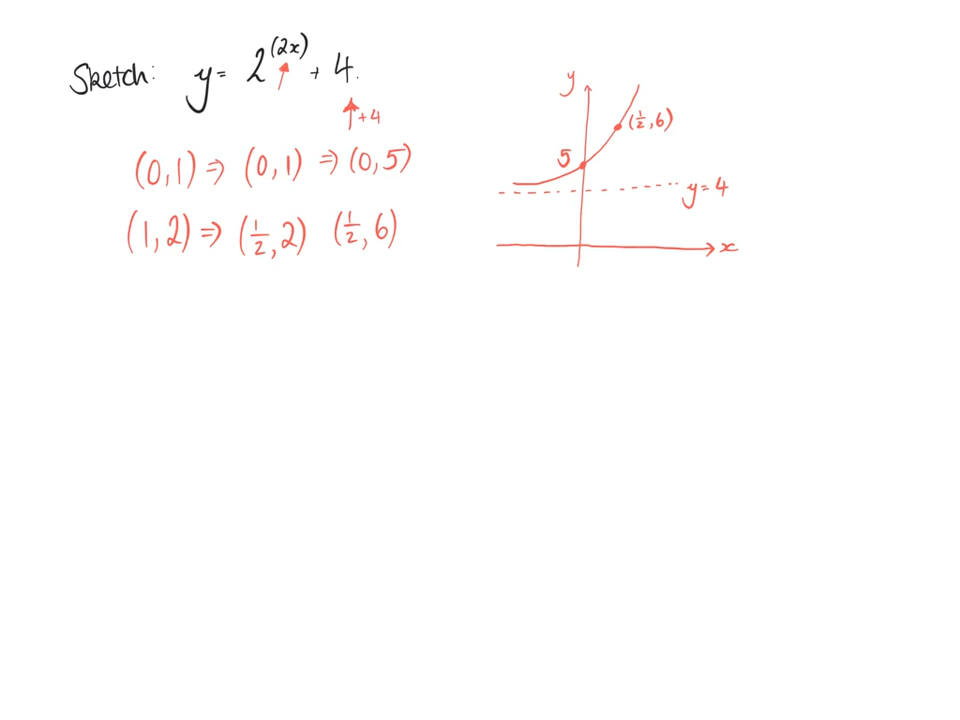 Sketch: y = 2^(2x) + 4.
↑ +4
(0,1) ⇒ (0,1) ⇒ (0,5)
(1,2) ⇒ (½,2) (½,6)
y
(½,6)
5
y=4
x